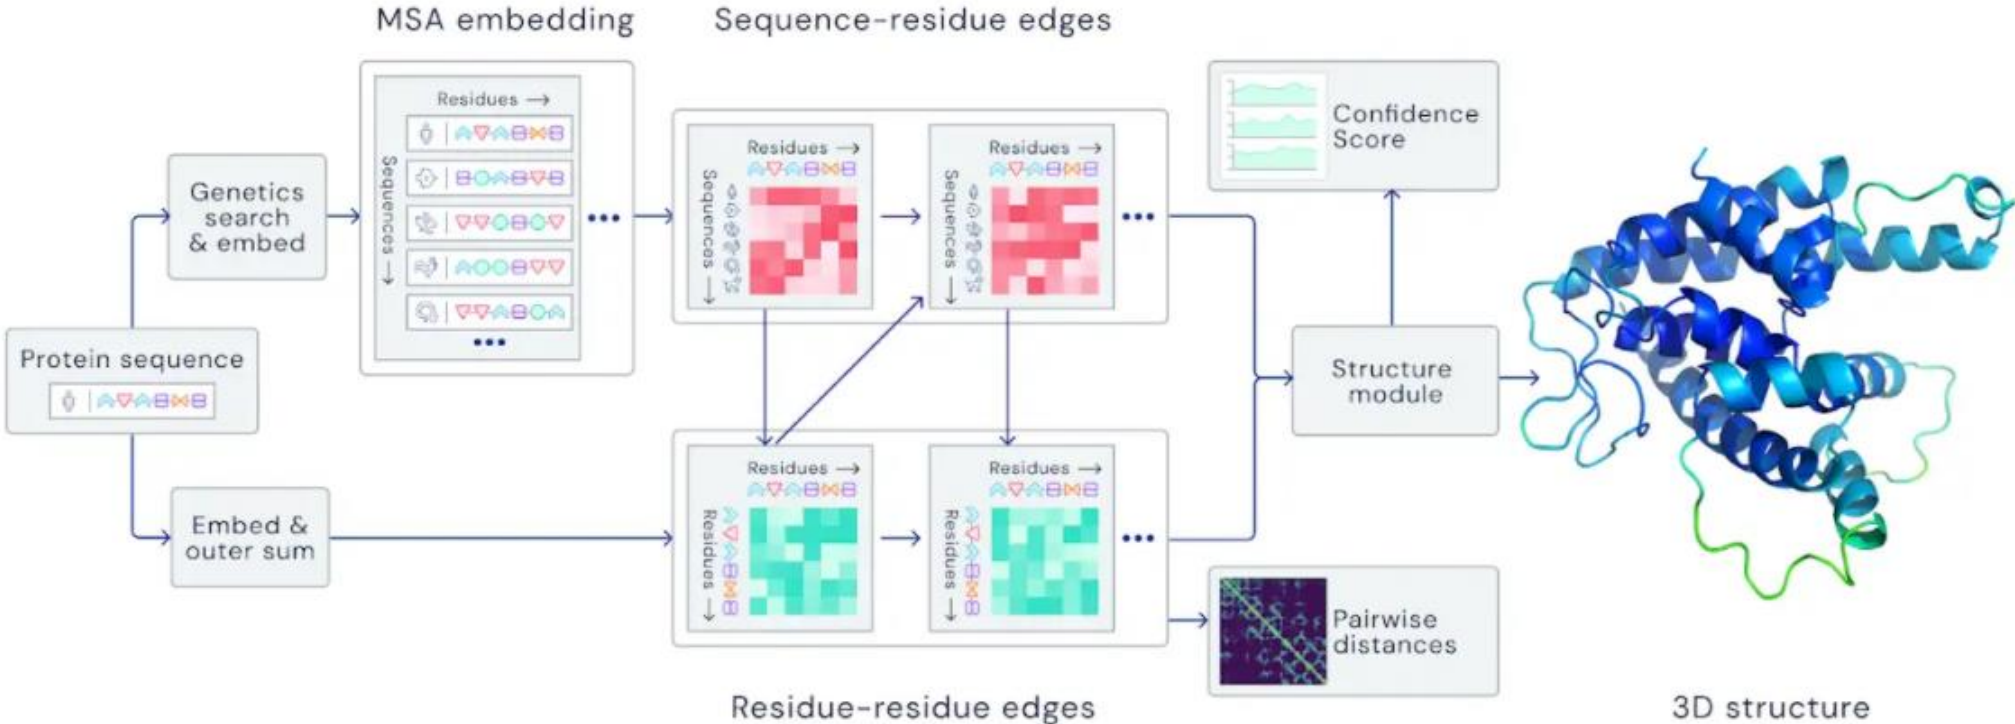 MSA embedding
Sequence-residue edges
Residues →
Sequences →
Genetics
search
& embed
Protein sequence
Embed &
outer sum
Residues →
Sequences →
Residues →
Sequences →
Residues →
Residues →
Residues →
Residues →
Confidence
Score
Structure
module
Pairwise
distances
Residue-residue edges
3D structure